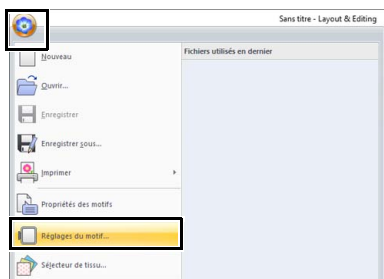 Sans titre - Layout & Editing
Fichiers utilisés en dernier
Nouveau
Ouvrir...
Enregistrer
Enregistrer sous...
Imprimer
Propriétés des motifs
Réglages du motif...
Sélecteur de tissu...